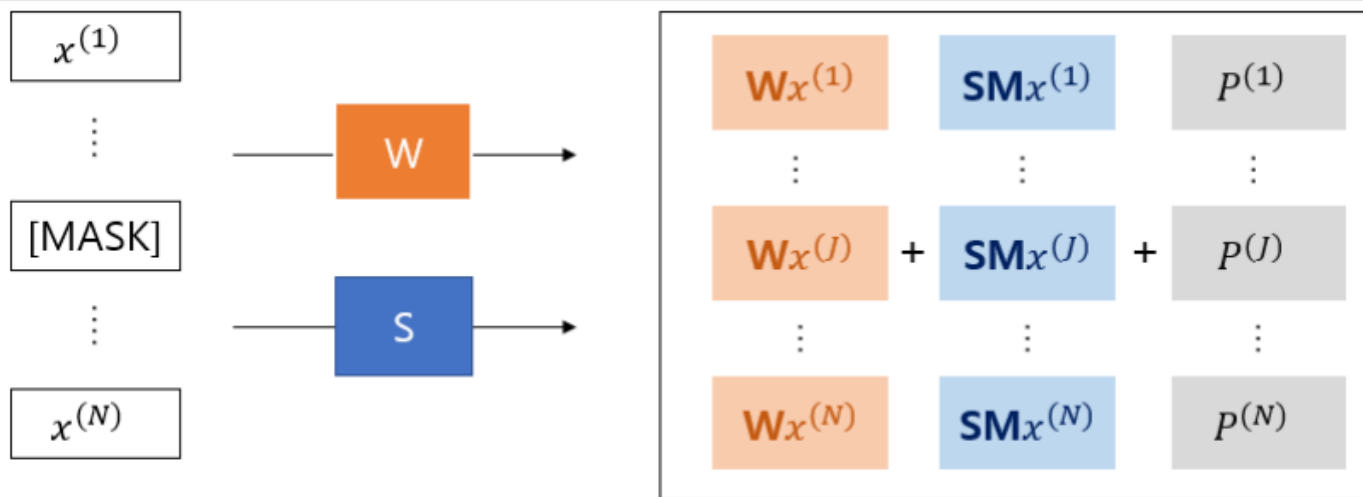 x^(1)
⋮
[MASK]
⋮
x^(N)
W
S
Wx^(1) SMx^(1) P^(1)
⋮ ⋮ ⋮
Wx^(J) + SMx^(J) + P^(J)
⋮ ⋮ ⋮
Wx^(N) SMx^(N) P^(N)